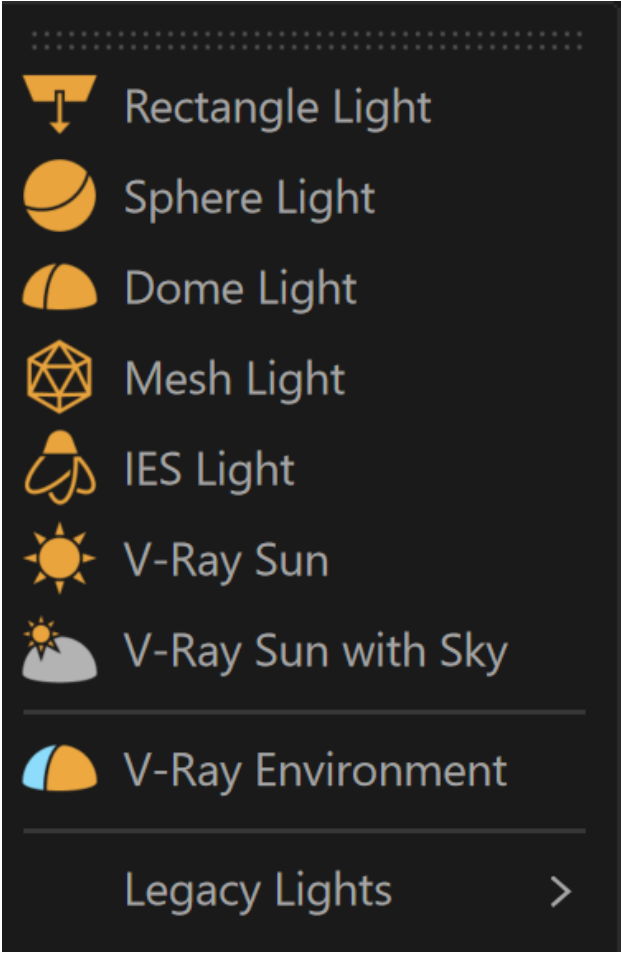 Rectangle Light
Sphere Light
Dome Light
Mesh Light
IES Light
V-Ray Sun
V-Ray Sun with Sky
V-Ray Environment
Legacy Lights